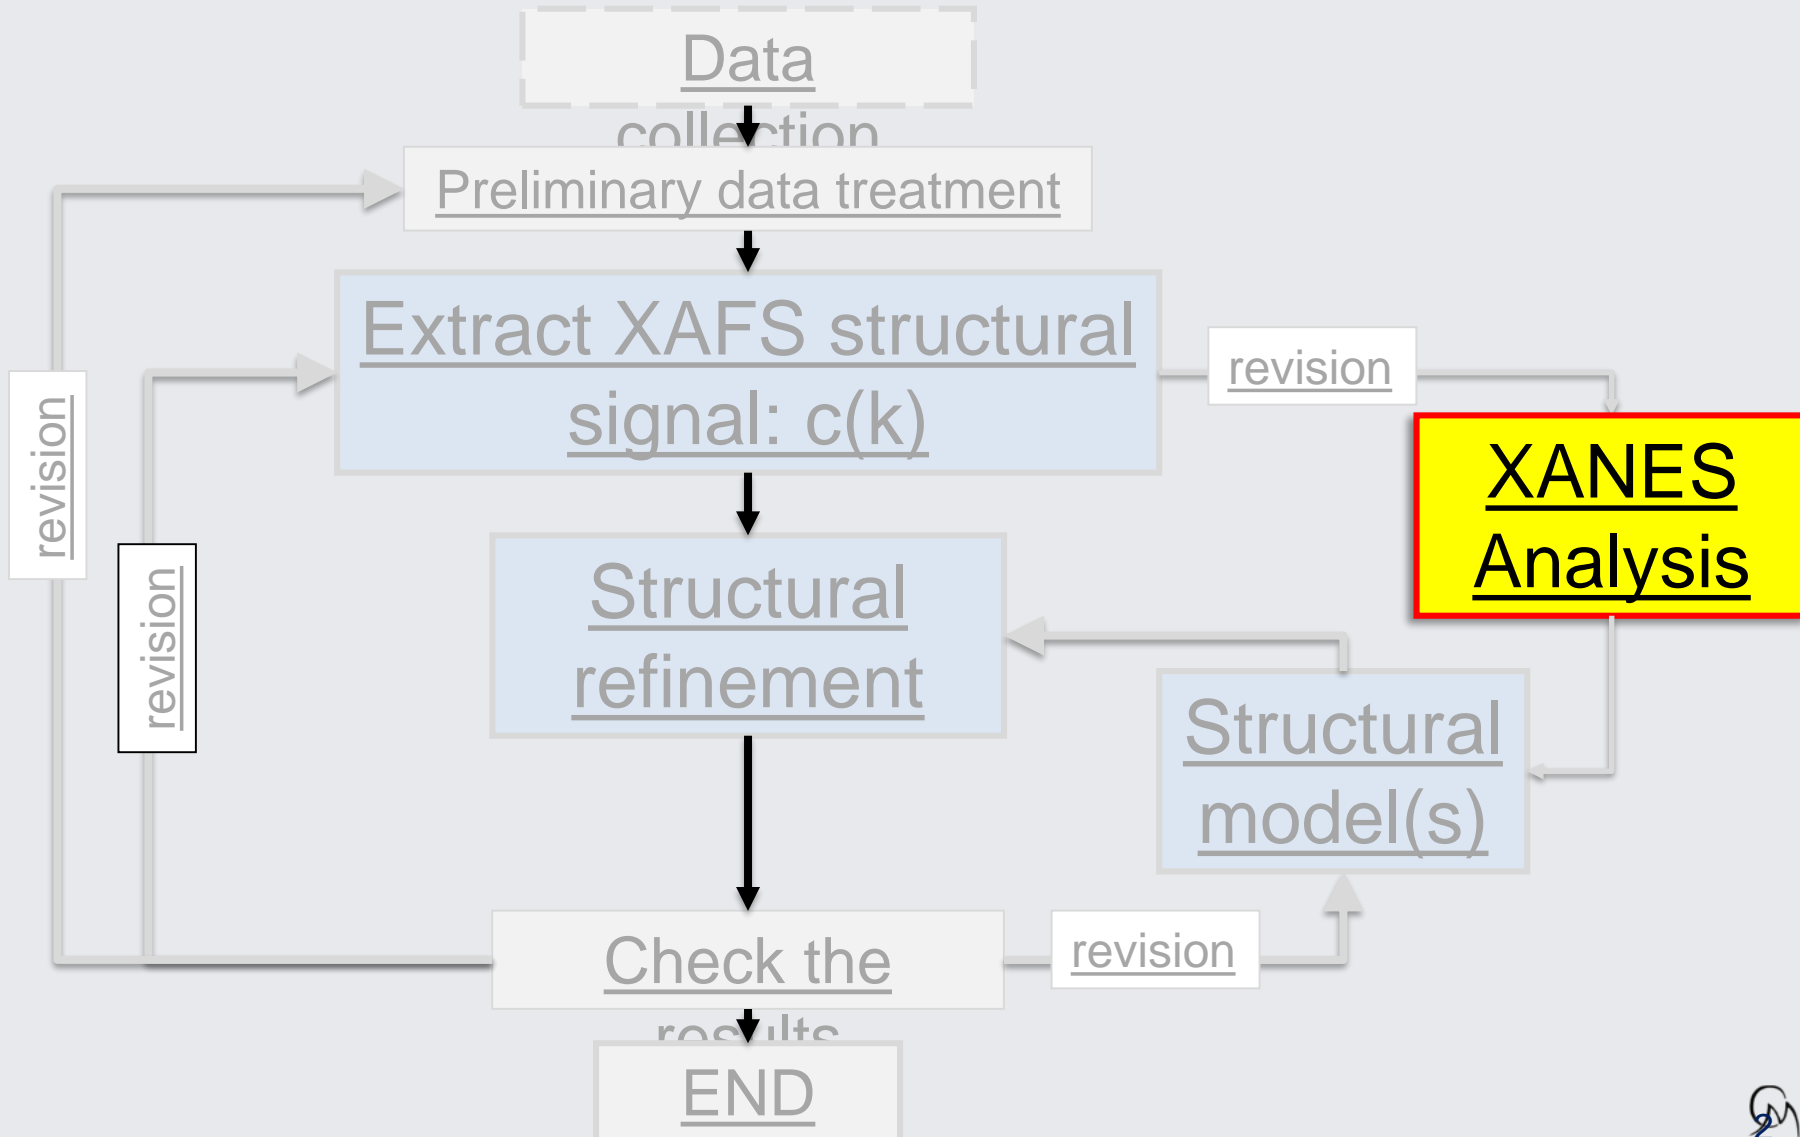 Data
collection
Preliminary data treatment
Extract XAFS structural
signal: c(k)
revision
revision
revision
XANES
Analysis
Structural
refinement
Structural
model(s)
Check the
results
revision
END
2